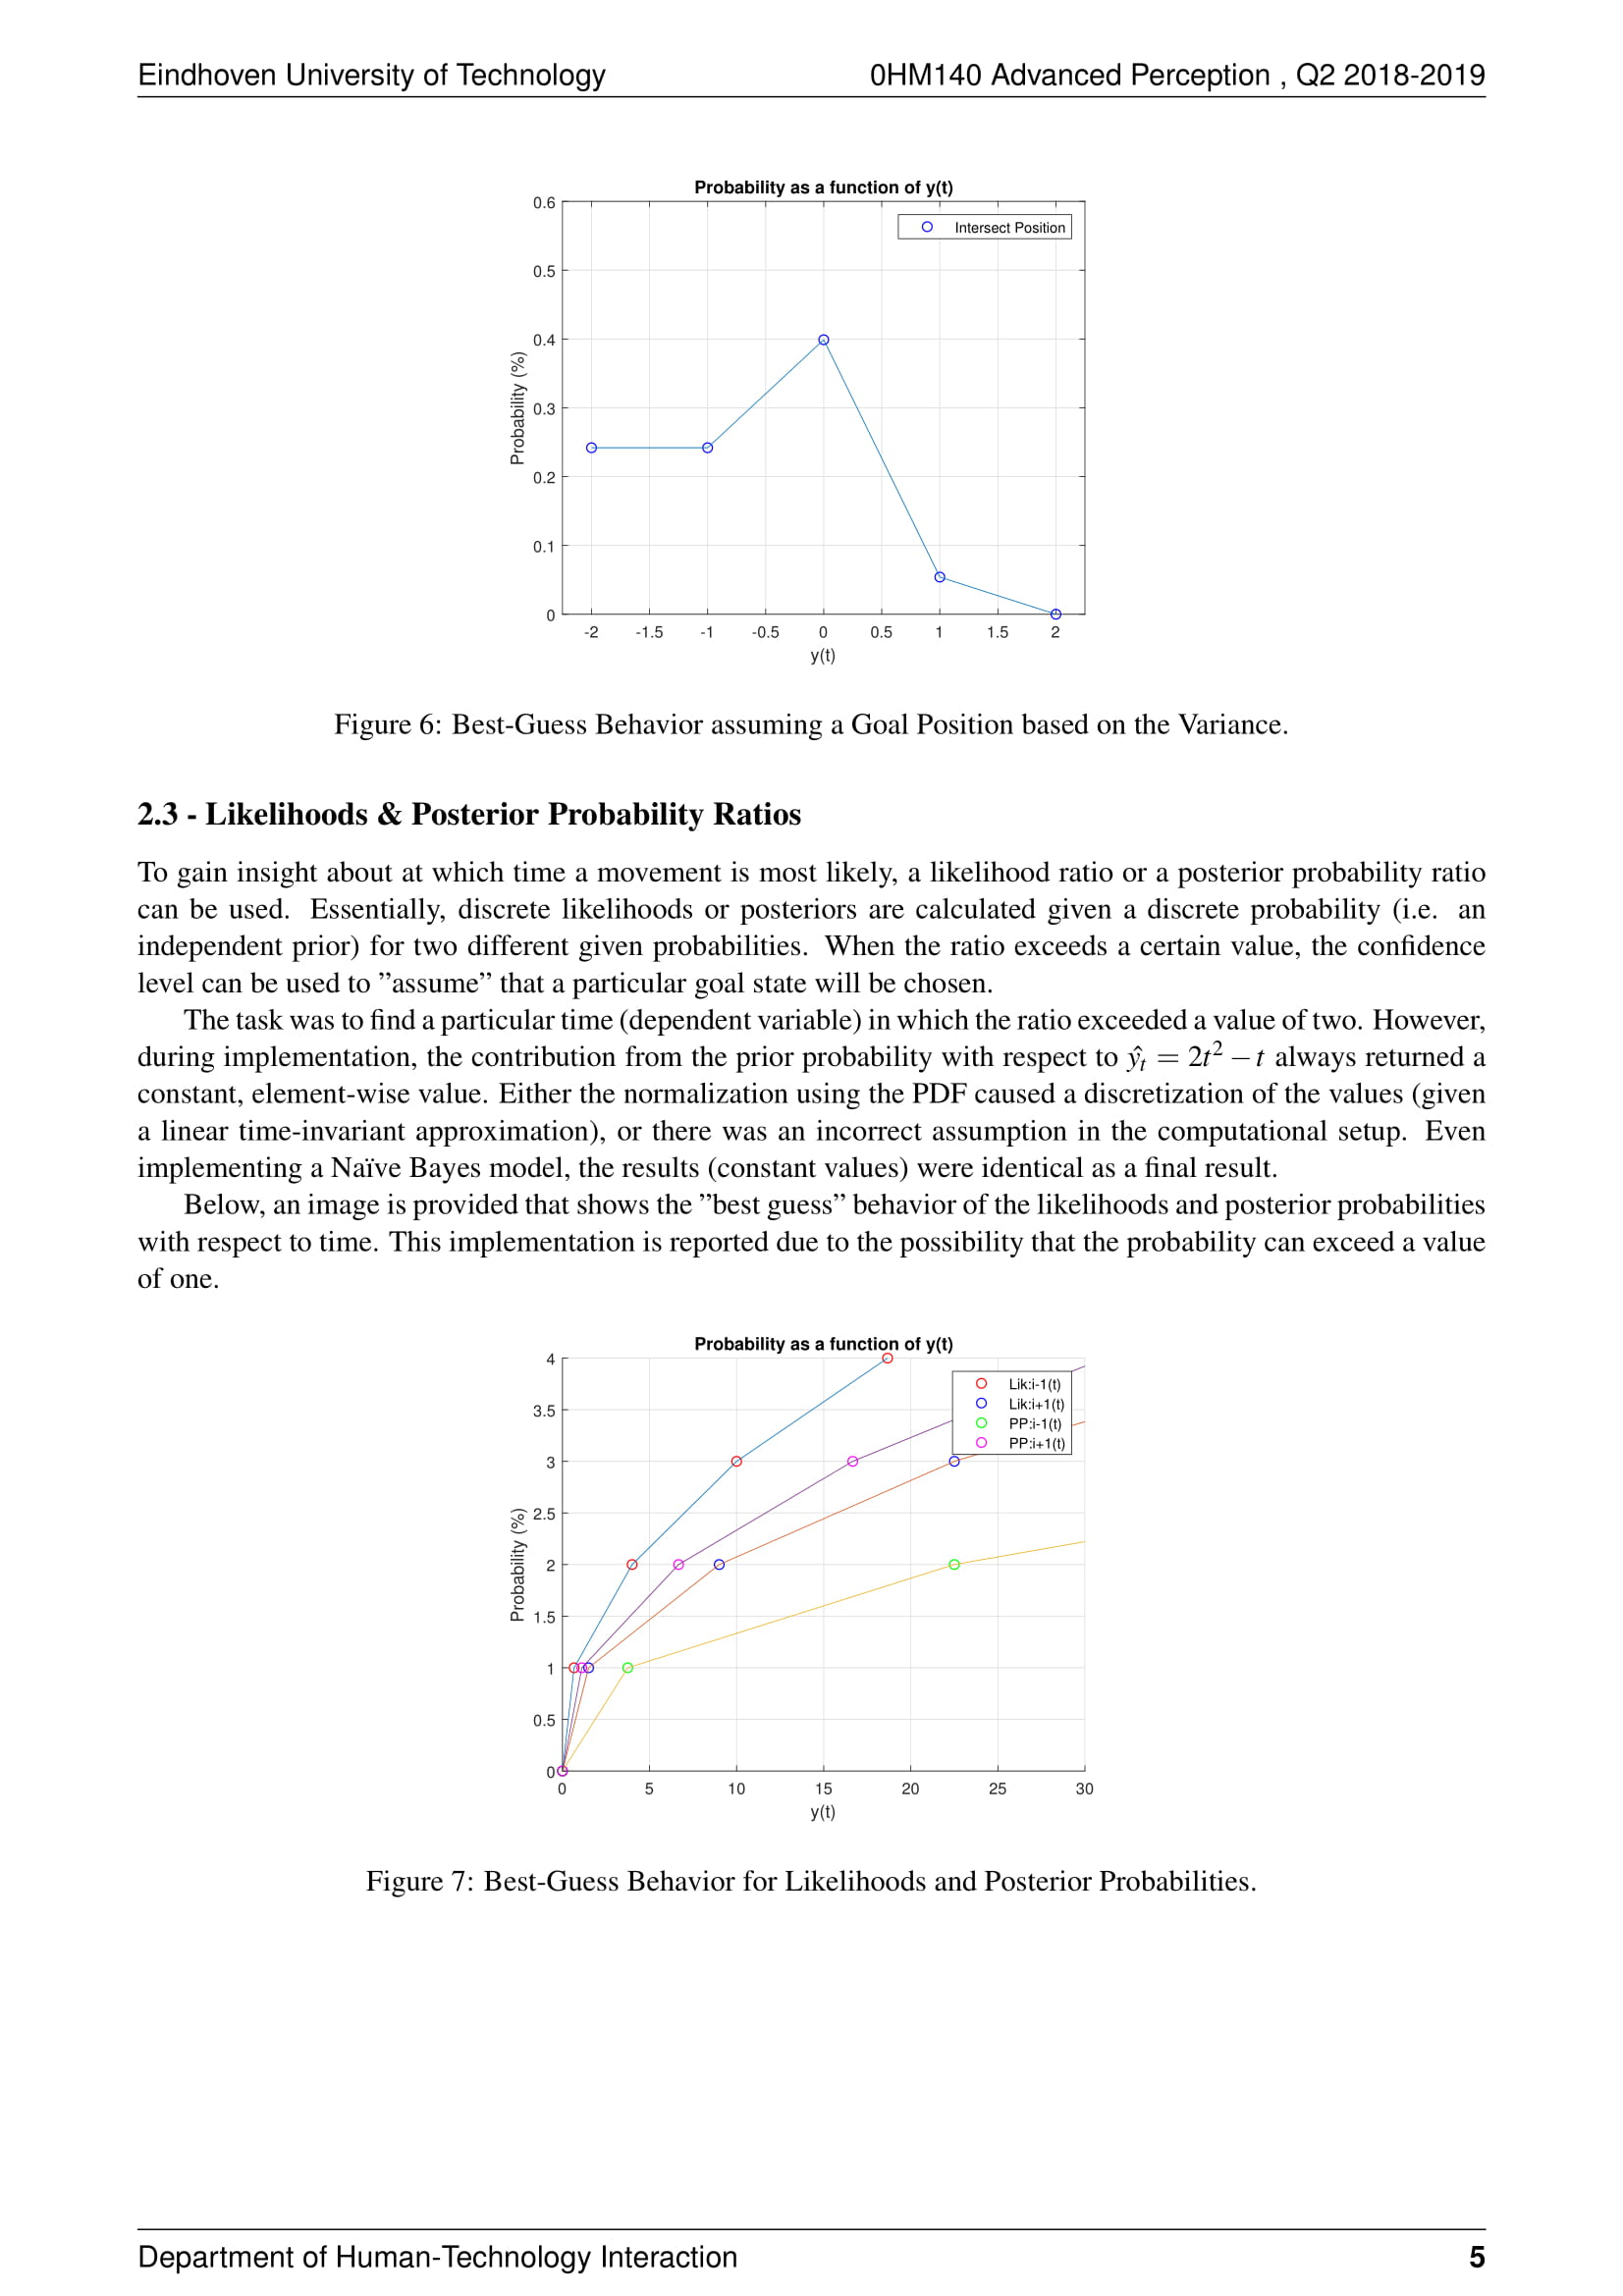 Eindhoven University of Technology 0HM140 Advanced Perception , Q2 2018-2019
Probability as a function of y(t)
Intersect Position
0.6
0.5
0.4
0.3
0.2
0.1
0
Probability (%)
-2 -1.5 -1 -0.5 0 0.5 1 1.5 2
y(t)
Figure 6: Best-Guess Behavior assuming a Goal Position based on the Variance.
2.3 - Likelihoods & Posterior Probability Ratios
To gain insight about at which time a movement is most likely, a likelihood ratio or a posterior probability ratio
can be used. Essentially, discrete likelihoods or posteriors are calculated given a discrete probability (i.e. an
independent prior) for two different given probabilities. When the ratio exceeds a certain value, the confidence
level can be used to ”assume” that a particular goal state will be chosen.
The task was to find a particular time (dependent variable) in which the ratio exceeded a value of two. However,
during implementation, the contribution from the prior probability with respect to ŷₜ = 2t² − t always returned a
constant, element-wise value. Either the normalization using the PDF caused a discretization of the values (given
a linear time-invariant approximation), or there was an incorrect assumption in the computational setup. Even
implementing a Naïve Bayes model, the results (constant values) were identical as a final result.
Below, an image is provided that shows the ”best guess” behavior of the likelihoods and posterior probabilities
with respect to time. This implementation is reported due to the possibility that the probability can exceed a value
of one.
Probability as a function of y(t)
Lik:i-1(t)
Lik:i+1(t)
PP:i-1(t)
PP:i+1(t)
4
3.5
3
2.5
2
1.5
1
0.5
0
Probability (%)
0 5 10 15 20 25 30
y(t)
Figure 7: Best-Guess Behavior for Likelihoods and Posterior Probabilities.
Department of Human-Technology Interaction 5